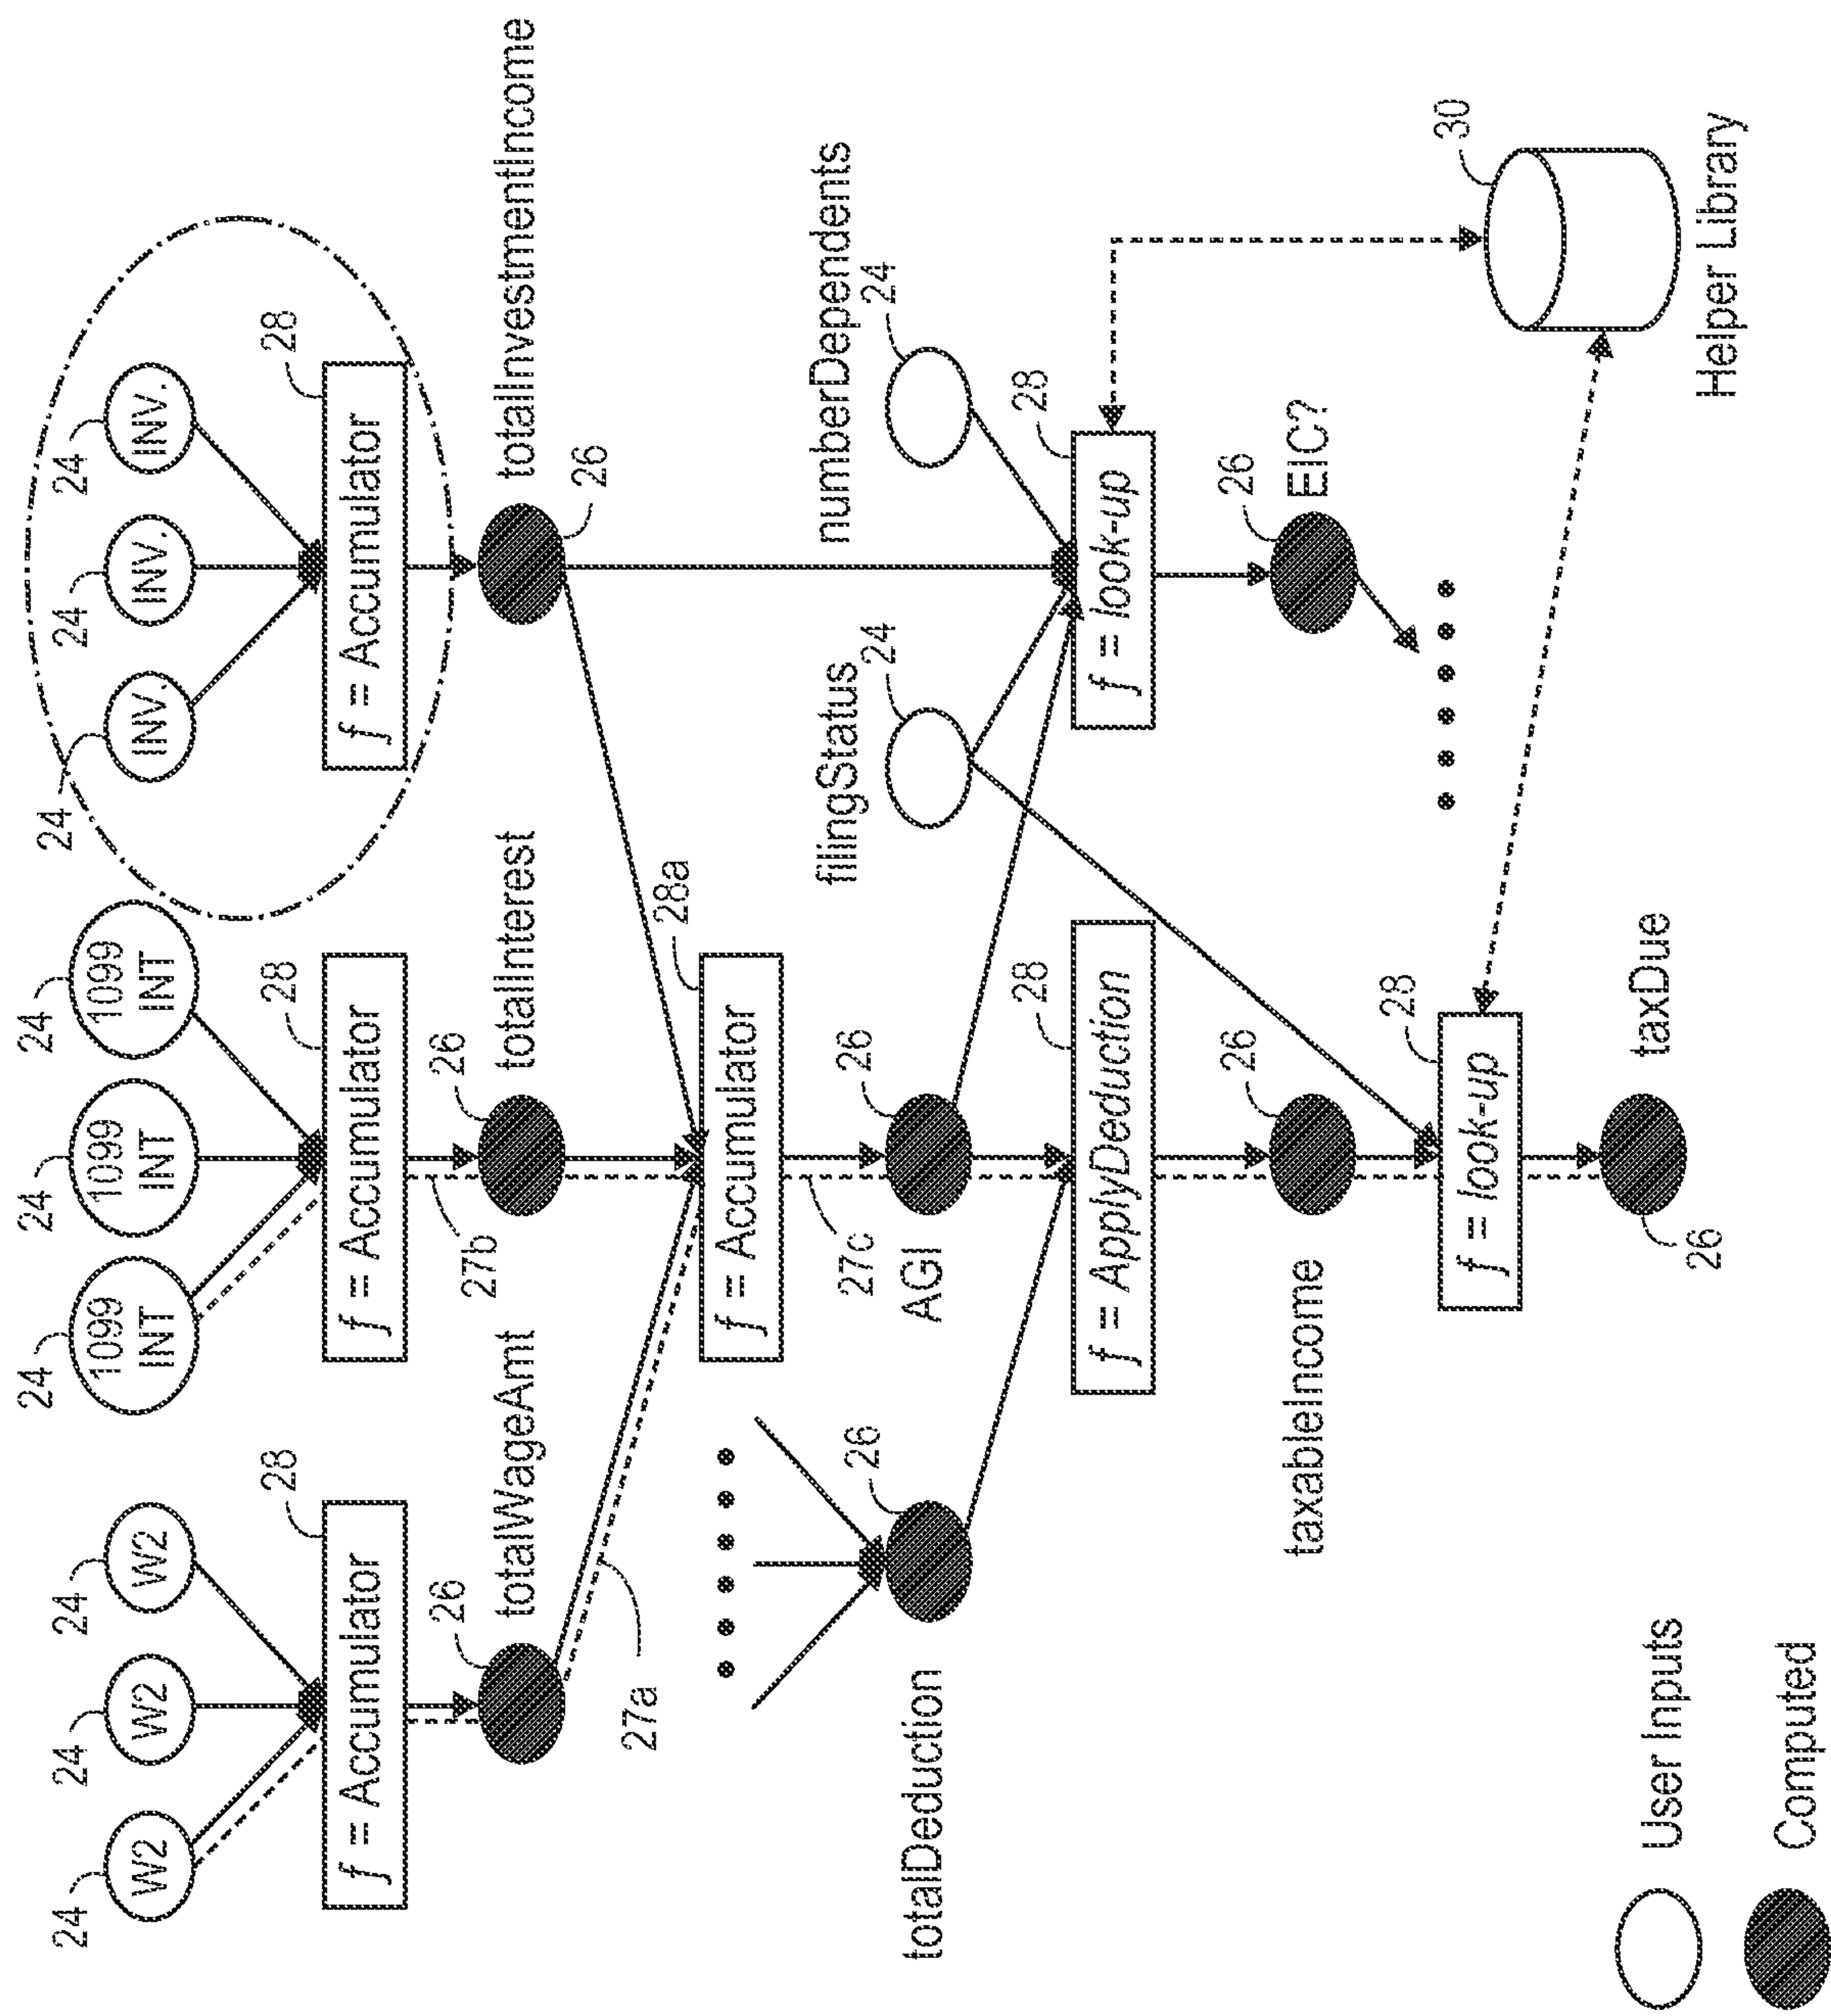 24
24
24
W2
W2
W2
28
f = Accumulator
26
totalWageAmt
27a
24
24
24
1099
INT
1099
INT
1099
INT
28
f = Accumulator
27b
26
totalInterest
24
24
24
INV.
INV.
INV.
28
f = Accumulator
totalInvestmentIncome
26
28a
f = Accumulator
27c
26
AGI
totalDeduction
26
filingStatus
24
numberDependents
24
28
f = ApplyDeduction
28
f = look-up
26
taxableIncome
26
EIC?
28
f = look-up
30
Helper Library
26
taxDue
User Inputs
Computed